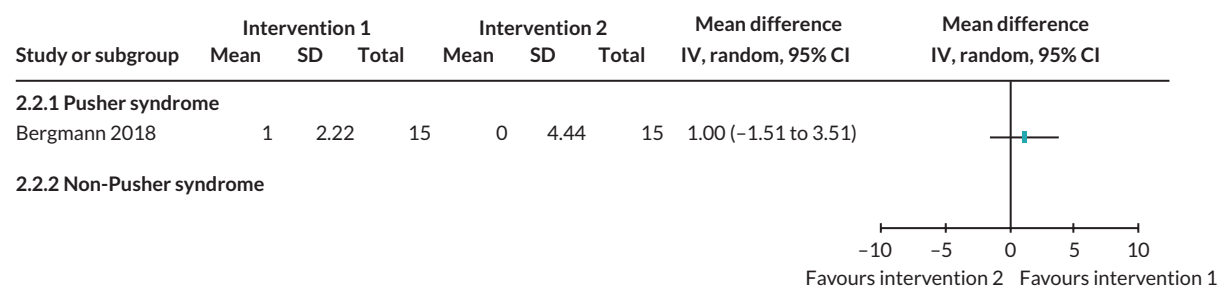 Intervention 1 Intervention 2 Mean difference Mean difference
Study or subgroup Mean SD Total Mean SD Total IV, random, 95% CI IV, random, 95% CI
2.2.1 Pusher syndrome
Bergmann 2018 1 2.22 15 0 4.44 15 1.00 (–1.51 to 3.51)
2.2.2 Non-Pusher syndrome
–10 –5 0 5 10
Favours intervention 2 Favours intervention 1